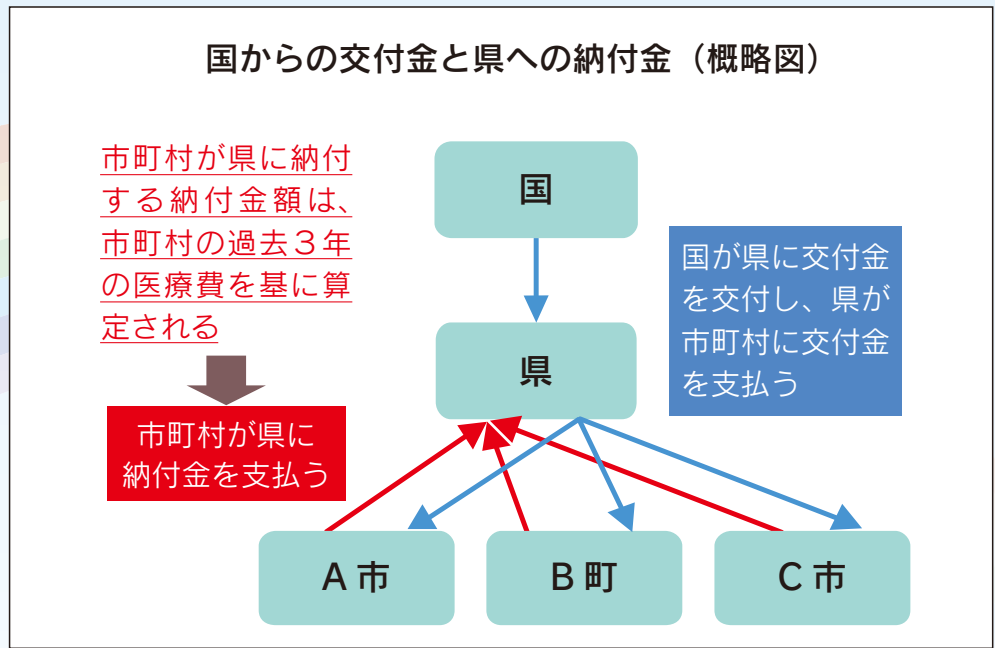 国からの交付金と県への納付金（概略図）
市町村が県に納付
する納付金額は、
市町村の過去３年
の医療費を基に算
定される
市町村が県に
納付金を支払う
国
国が県に交付金
を交付し、県が
市町村に交付金
を支払う
県
A 市
B 町
C 市